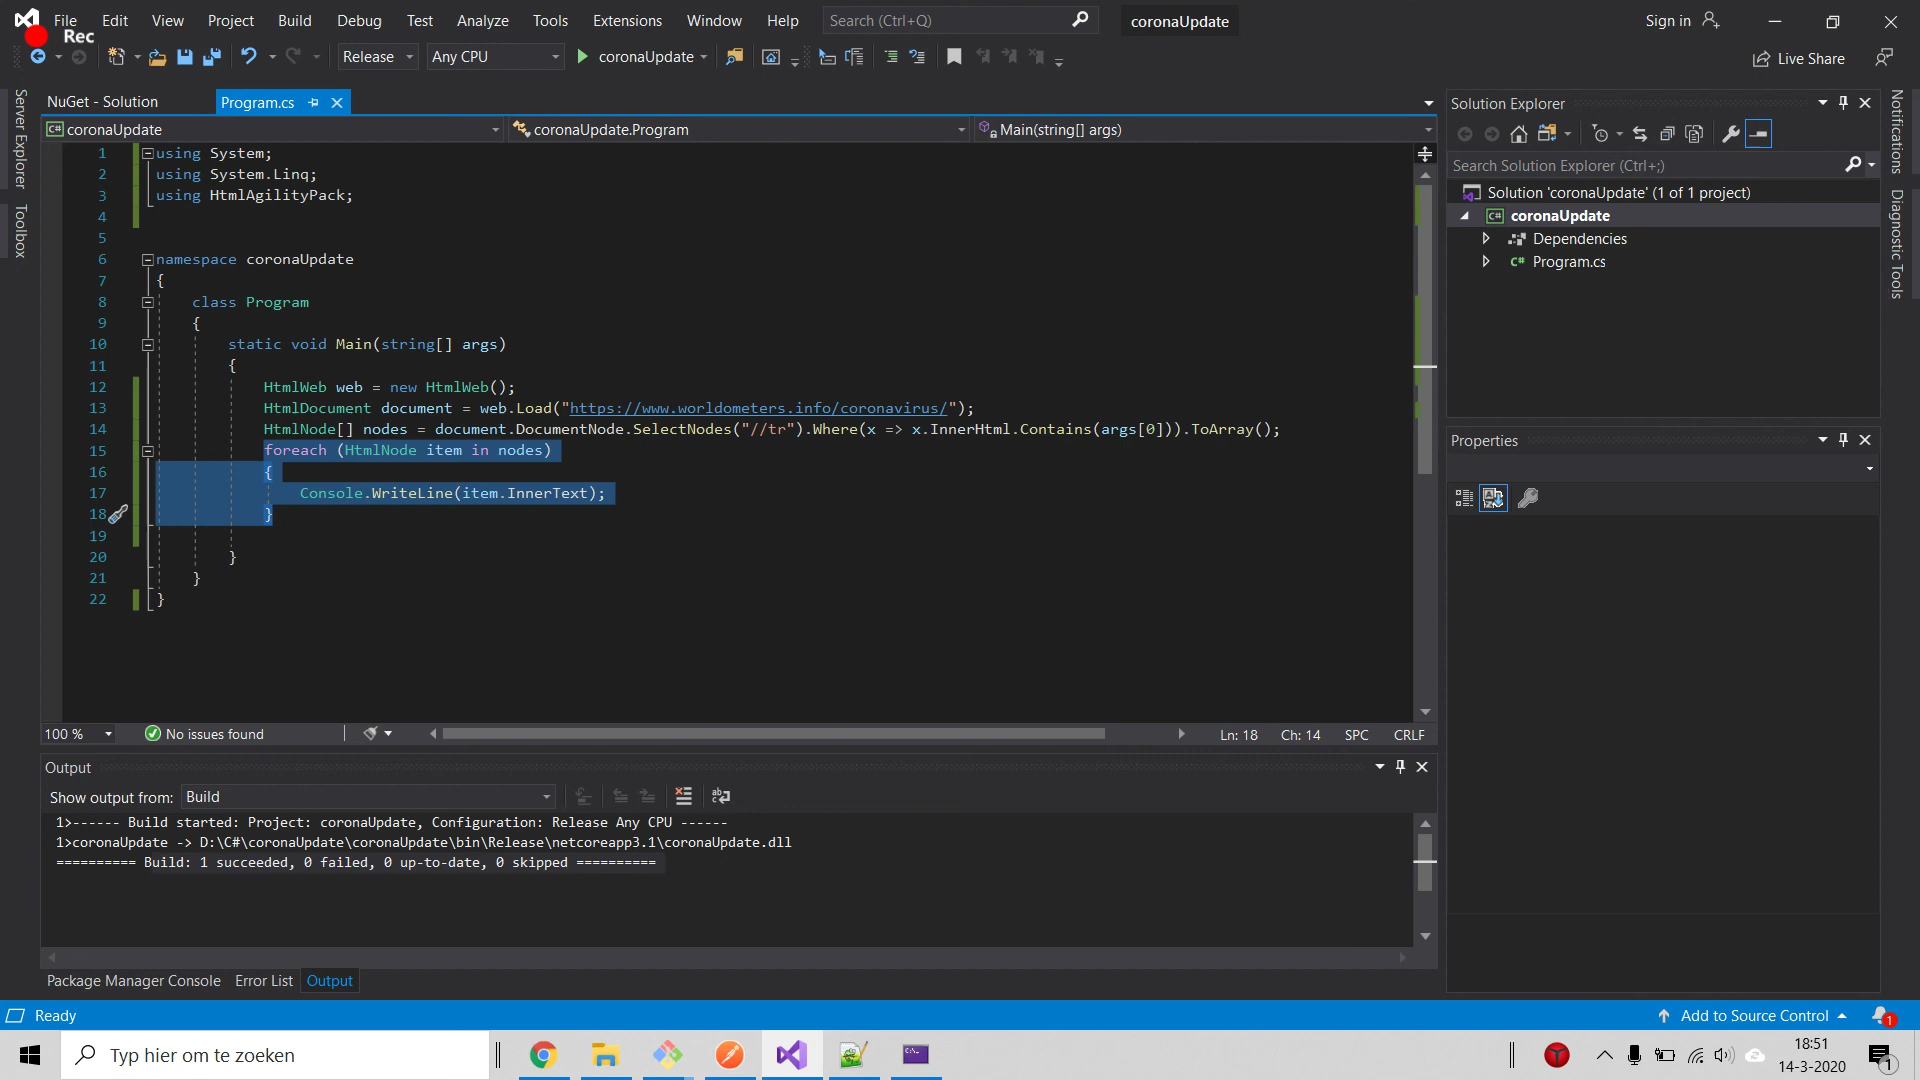 File Edit View Project Build Debug Test Analyze Tools Extensions Window Help Search (Ctrl+Q) coronaUpdate Sign in
Rec
Release Any CPU coronaUpdate Live Share
Server Explorer
Toolbox
NuGet - Solution Program.cs
C# coronaUpdate coronaUpdate.Program Main(string[] args)
1 using System;
2 using System.Linq;
3 using HtmlAgilityPack;
4
5
6 namespace coronaUpdate
7 {
8 class Program
9 {
10 static void Main(string[] args)
11 {
12 HtmlWeb web = new HtmlWeb();
13 HtmlDocument document = web.Load("https://www.worldometers.info/coronavirus/");
14 HtmlNode[] nodes = document.DocumentNode.SelectNodes("//tr").Where(x => x.InnerHtml.Contains(args[0])).ToArray();
15 foreach (HtmlNode item in nodes)
16 {
17 Console.WriteLine(item.InnerText);
18 }
19
20 }
21 }
22 }
100 % No issues found Ln: 18 Ch: 14 SPC CRLF
Output
Show output from: Build
1>------ Build started: Project: coronaUpdate, Configuration: Release Any CPU ------
1>coronaUpdate -> D:\C#\coronaUpdate\coronaUpdate\bin\Release\netcoreapp3.1\coronaUpdate.dll
========== Build: 1 succeeded, 0 failed, 0 up-to-date, 0 skipped ==========
Package Manager Console Error List Output
Solution Explorer
Search Solution Explorer (Ctrl+;)
Solution 'coronaUpdate' (1 of 1 project)
C# coronaUpdate
Dependencies
C# Program.cs
Properties
Notifications
Diagnostic Tools
Ready Add to Source Control 1
Typ hier om te zoeken
18:51
14-3-2020
1